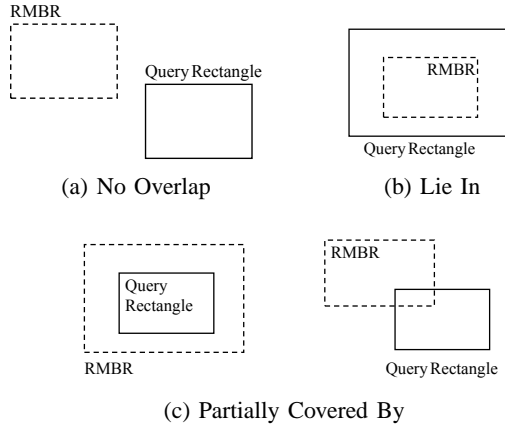 RMBR
Query Rectangle
(a) No Overlap
RMBR
Query Rectangle
(b) Lie In
Query
Rectangle
RMBR
RMBR
Query Rectangle
(c) Partially Covered By